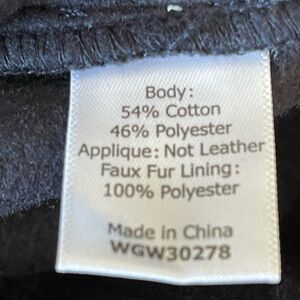 Body:
54% Cotton
46% Polyester
Applique: Not Leather
Faux Fur Lining:
100% Polyester
Made in China
WGW30278